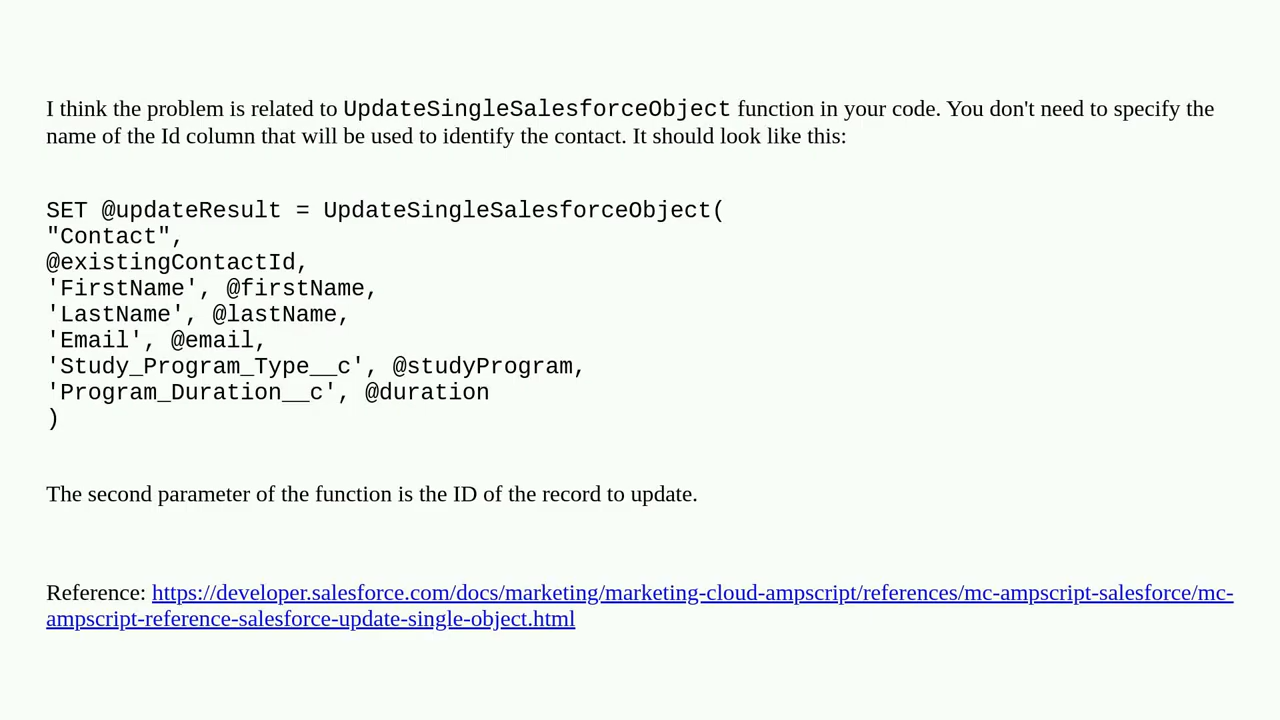 I think the problem is related to UpdateSingleSalesforceObject function in your code. You don't need to specify the
name of the Id column that will be used to identify the contact. It should look like this:
SET @updateResult = UpdateSingleSalesforceObject(
"Contact",
@existingContactId,
'FirstName', @firstName,
'LastName', @lastName,
'Email', @email,
'Study_Program_Type__c', @studyProgram,
'Program_Duration__c', @duration
)
The second parameter of the function is the ID of the record to update.
Reference: https://developer.salesforce.com/docs/marketing/marketing-cloud-ampscript/references/mc-ampscript-salesforce/mc-
ampscript-reference-salesforce-update-single-object.html